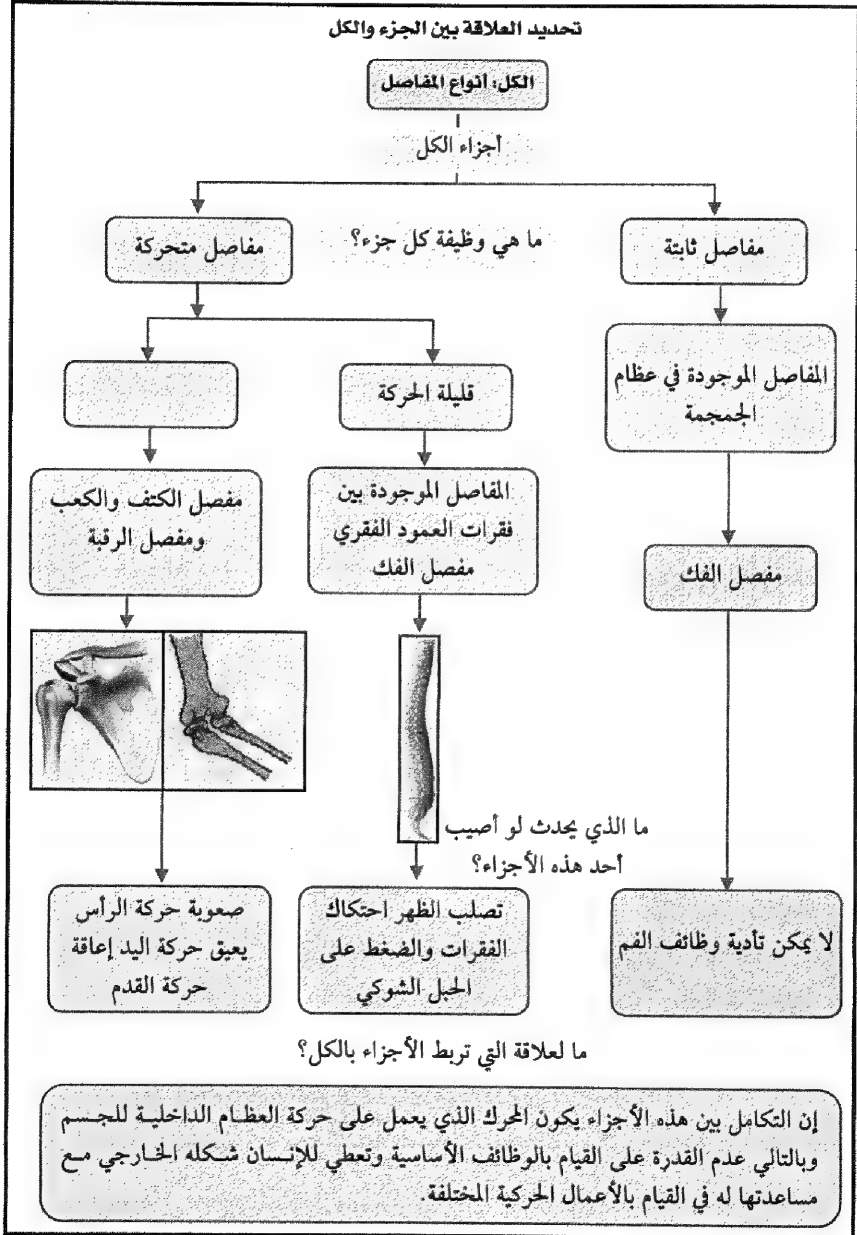 تحديد العلاقة بين الجزء والكل
الكل: أنواع المفاصل
أجزاء الكل
مفاصل ثابتة
ما هي وظيفة كل جزء؟
مفاصل متحركة
المفاصل الموجودة في عظام
الجمجمة
قليلة الحركة
المفاصل الموجودة بين
فقرات العمود الفقري
مفصل الفك
مفصل الكتف والكعب
ومفصل الرقبة
مفصل الفك
ما الذي يحدث لو أصيب
أحد هذه الأجزاء؟
لا يمكن تأدية وظائف الفم
تصلب الظهر احتكاك
الفقرات والضغط على
الحبل الشوكي
صعوبة حركة الرأس
يعيق حركة اليد إعاقة
حركة القدم
ما لعلاقة التي تربط الأجزاء بالكل؟
إن التكامل بين هذه الأجزاء يكون المحرك الذي يعمل على حركة العظام الداخلية للجسم
وبالتالي عدم القدرة على القيام بالوظائف الأساسية وتعطي للإنسان شكله الخارجي مع
مساعدتها له في القيام بالأعمال الحركية المختلفة.